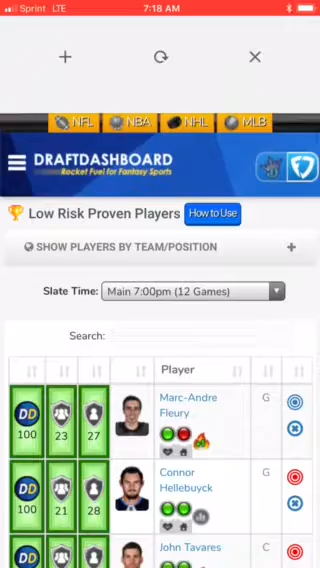 Sprint LTE 7:18 AM
NFL NBA NHL MLB
DRAFTDASHBOARD
Rocket Fuel for Fantasy Sports
Low Risk Proven Players How to Use
SHOW PLAYERS BY TEAM/POSITION +
Slate Time: Main 7:00pm (12 Games)
Search:
Player
DD
100 23 27
Marc-Andre
Fleury
G
DD
100 21 28
Connor
Hellebuyck
G
DD
John Tavares
C